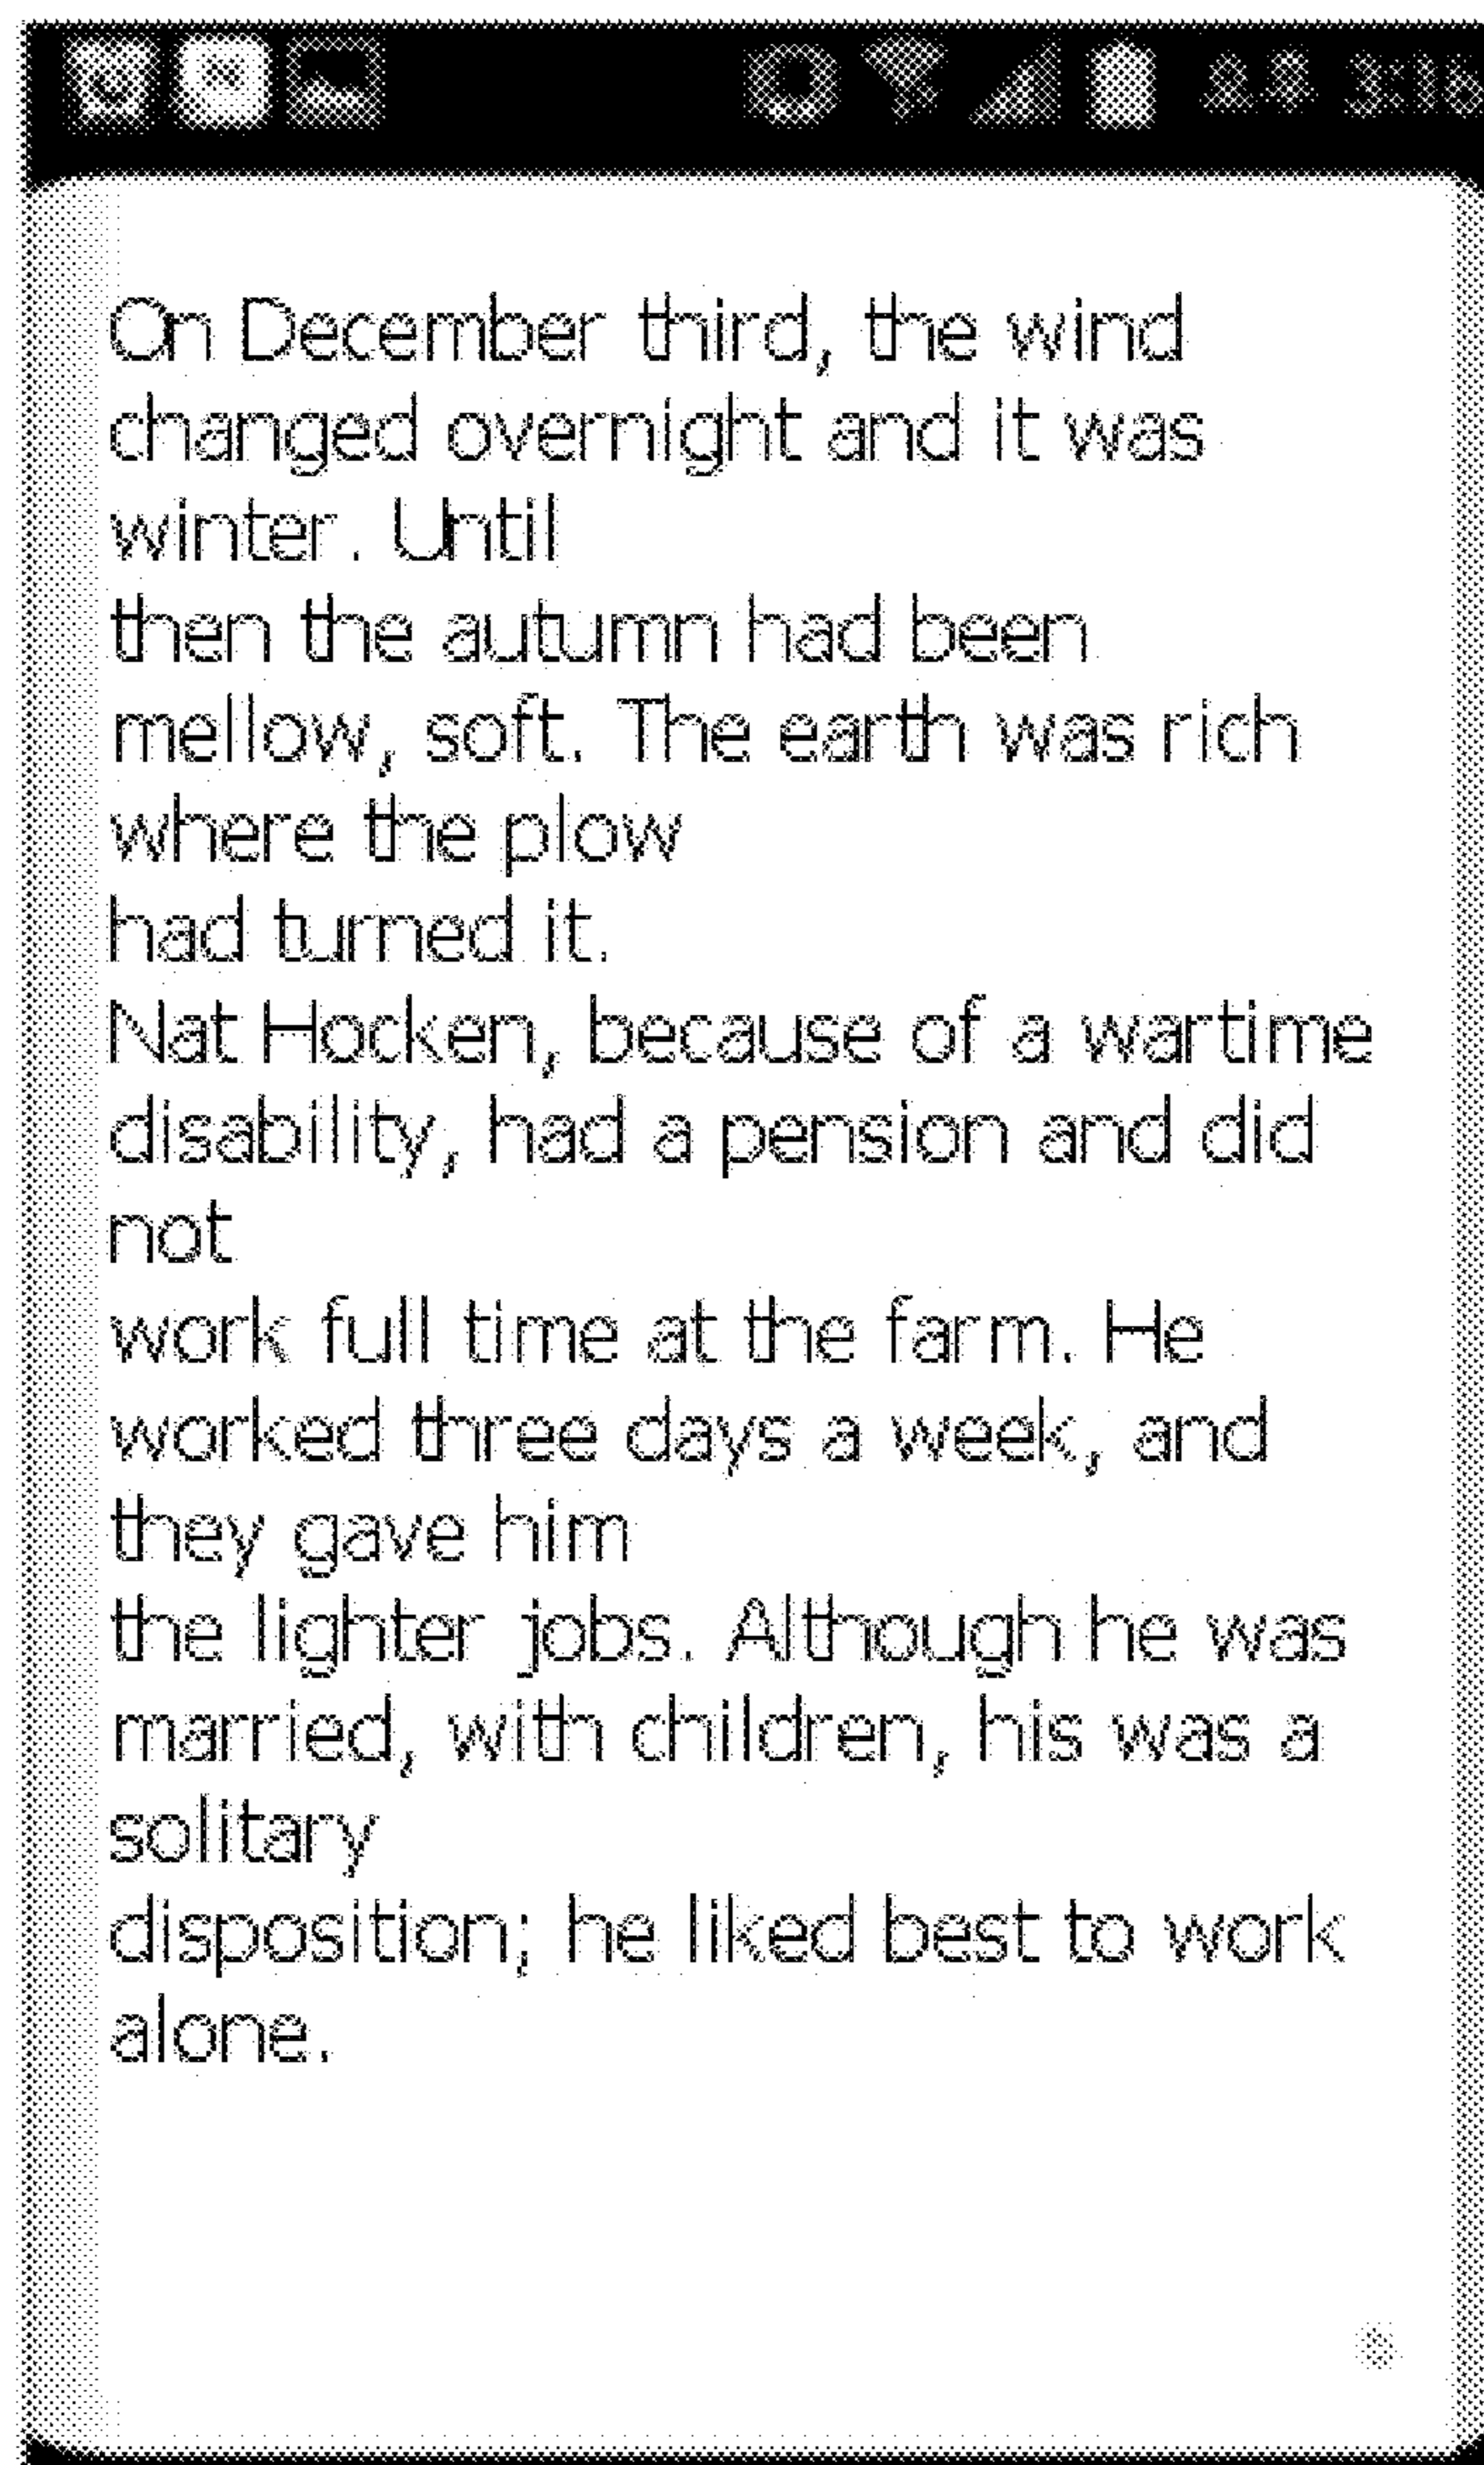 On December third, the wind
changed overnight and it was
winter. Until
then the autumn had been
mellow, soft. The earth was rich
where the plow
had turned it.
Nat Hocken, because of a wartime
disability, had a pension and did
not
work full time at the farm. He
worked three days a week, and
they gave him
the lighter jobs. Although he was
married, with children, his was a
solitary
disposition; he liked best to work
alone.